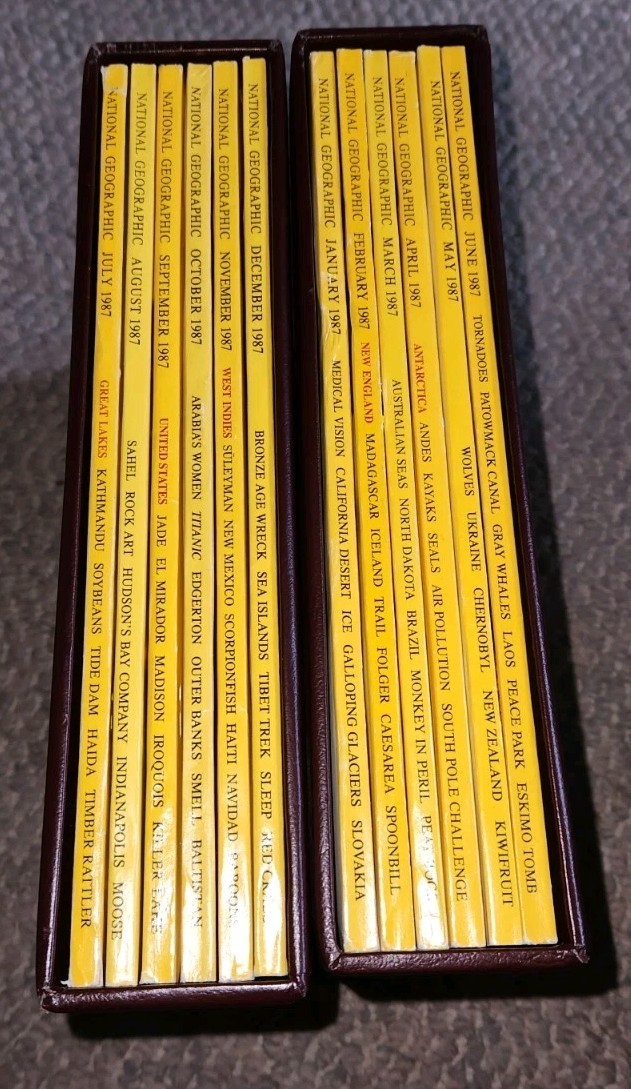 NATIONAL GEOGRAPHIC JULY 1987 GREAT LAKES KATHMANDU SOYBEANS TIDE DAM HAIDA TIMBER RATTLER
NATIONAL GEOGRAPHIC AUGUST 1987 SAHEL ROCK ART HUDSON'S BAY COMPANY INDIANAPOLIS MOOSE
NATIONAL GEOGRAPHIC SEPTEMBER 1987 UNITED STATES JADE EL MIRADOR MADISON IROQUOIS KILLER LAKE
NATIONAL GEOGRAPHIC OCTOBER 1987 ARABIA'S WOMEN TITANIC EDGERTON OUTER BANKS SMELL BALTISTAN
NATIONAL GEOGRAPHIC NOVEMBER 1987 WEST INDIES SULEYMAN NEW MEXICO SCORPIONFISH HAITI NAVIDAD BABOONS
NATIONAL GEOGRAPHIC DECEMBER 1987 BRONZE AGE WRECK SEA ISLANDS TIBET TREK SLEEP RED
NATIONAL GEOGRAPHIC JANUARY 1987 MEDICAL VISION CALIFORNIA DESERT ICE GALLOPING GLACIERS SLOVAKIA
NATIONAL GEOGRAPHIC FEBRUARY 1987 NEW ENGLAND MADAGASCAR ICELAND TRAIL FOLGER CAESAREA SPOONBILL
NATIONAL GEOGRAPHIC MARCH 1987 AUSTRALIAN SEAS NORTH DAKOTA BRAZIL MONKEY IN PERIL
NATIONAL GEOGRAPHIC APRIL 1987 ANTARCTICA ANDES KAYAKS SEALS AIR POLLUTION SOUTH POLE CHALLENGE
NATIONAL GEOGRAPHIC MAY 1987 WOLVES UKRAINE CHERNOBYL NEW ZEALAND KIWIFRUIT
NATIONAL GEOGRAPHIC JUNE 1987 TORNADOES PATOWMACK CANAL GRAY WHALES LAOS PEACE PARK ESKIMO TOMB